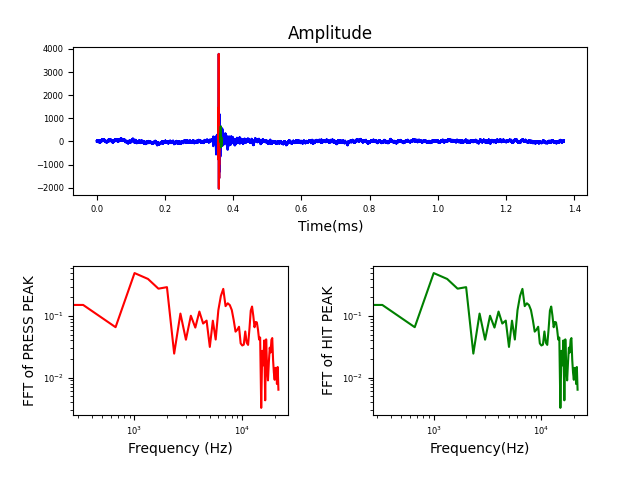 Amplitude
4000
3000
2000
1000
0
−1000
−2000
0.0 0.2 0.4 0.6 0.8 1.0 1.2 1.4
Time(ms)
FFT of PRESS PEAK
10⁻¹
10⁻²
10³ 10⁴
Frequency (Hz)
FFT of HIT PEAK
10⁻¹
10⁻²
10³ 10⁴
Frequency(Hz)